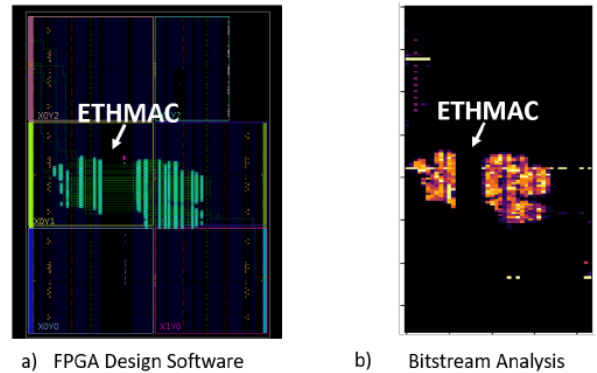 X0Y2
ETHMAC
X0Y1
X0Y0
X1Y0
ETHMAC
a) FPGA Design Software
b) Bitstream Analysis